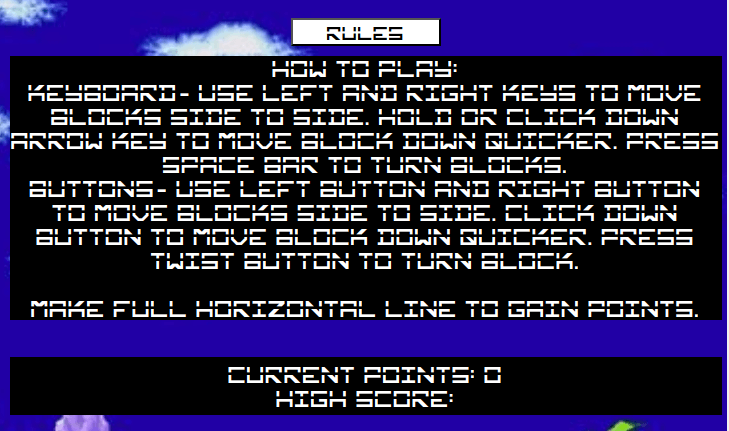 RULES
HOW TO PLAY:
KEYBOARD- USE LEFT AND RIGHT KEYS TO MOVE
BLOCKS SIDE TO SIDE. HOLD OR CLICK DOWN
ARROW KEY TO MOVE BLOCK DOWN QUICKER. PRESS
SPACE BAR TO TURN BLOCKS.
BUTTONS- USE LEFT BUTTON AND RIGHT BUTTON
TO MOVE BLOCKS SIDE TO SIDE. CLICK DOWN
BUTTON TO MOVE BLOCK DOWN QUICKER. PRESS
TWIST BUTTON TO TURN BLOCK.
MAKE FULL HORIZONTAL LINE TO GAIN POINTS.
CURRENT POINTS: 0
HIGH SCORE: